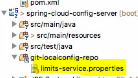 pom.xml
spring-cloud-config-server
src/main/java
src/main/resources
src/test/java
git-localconfig-repo
limits-service.properties